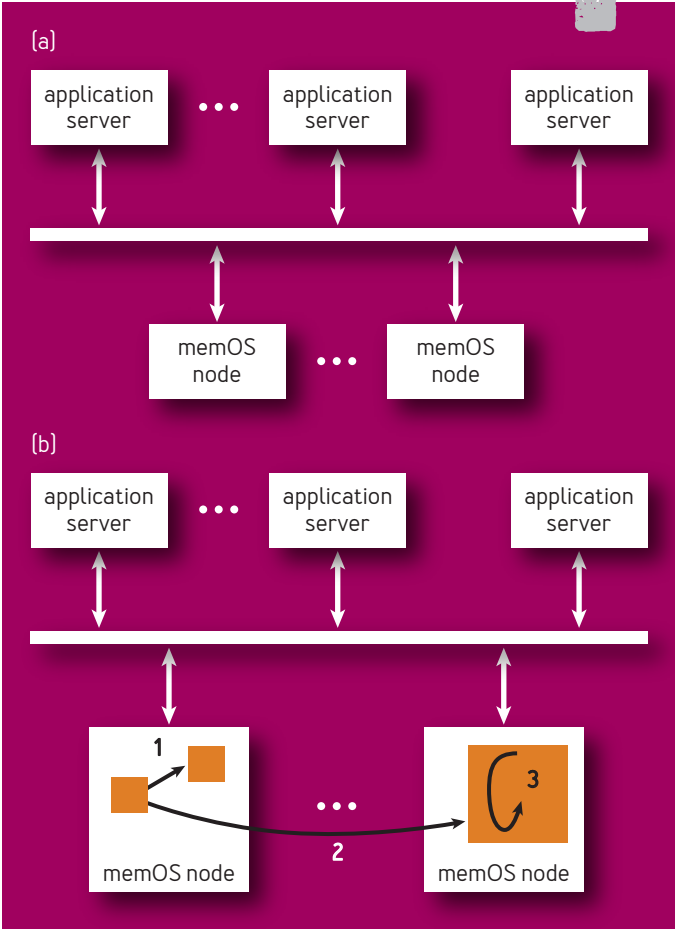 (a)
application
server
application
server
application
server
memOS
node
memOS
node
(b)
application
server
application
server
application
server
1
3
2
memOS node
memOS node